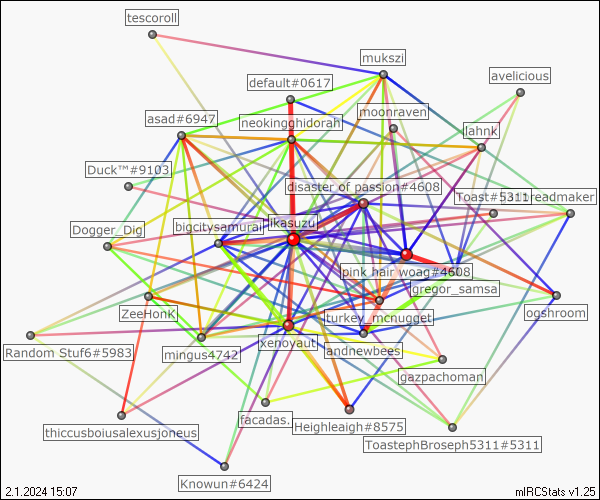 tescoroll
mukszi
avelicious
default#0617
moonraven
asad#6947
neokingghidorah
lahnk
Duck™#9103
disaster of passion#4608
Toast#5311
breadmaker
bigcitysamurai
ikasuzu
Dogger_Dig
pink hair woag#4608
gregor_samsa
ZeeHonK
turkey_mcnugget
ogshroom
Random Stuf6#5983
mingus4742
xenoyaut
andnewbees
gazpachoman
facadas.
Heighleaigh#8575
thiccusboiusalexusjoneus
ToastephBroseph5311#5311
Knowun#6424
2.1.2024 15:07
mIRCStats v1.25